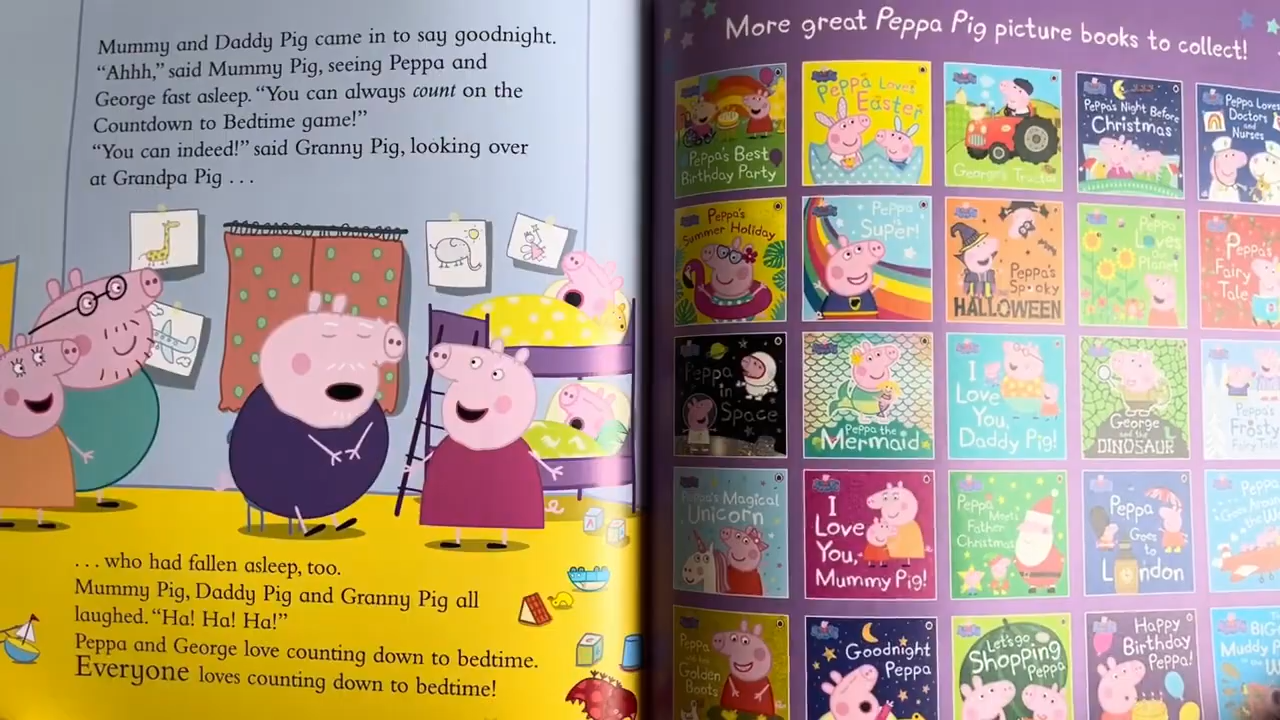 Mummy and Daddy Pig came in to say goodnight.
“Ahhh,” said Mummy Pig, seeing Peppa and
George fast asleep. “You can always count on the
Countdown to Bedtime game!”
“You can indeed!” said Granny Pig, looking over
at Grandpa Pig . . .
. . . who had fallen asleep, too.
Mummy Pig, Daddy Pig and Granny Pig all
laughed. “Ha! Ha! Ha!”
Peppa and George love counting down to bedtime.
Everyone loves counting down to bedtime!
More great Peppa Pig picture books to collect!
Peppa's Best
Birthday Party
Peppa Loves
Easter
George's Tractor
Peppa's Night Before
Christmas
Peppa Loves
Doctors
and
Nurses
Peppa's
Summer Holiday
Peppa
Super!
Peppa's
Spooky
HALLOWEEN
Peppa
Loves
Our
Planet
Peppa's
Fairy
Tale
Peppa
in
Space
Peppa the
Mermaid
I
Love
You,
Daddy Pig!
George
and the
DINOSAUR
Peppa's
Frosty
Fairy Tale
Peppa's Magical
Unicorn
I
Love
You,
Mummy Pig!
Peppa
Meets
Father
Christmas
Peppa
Goes
to
London
Peppa
Goes Around
the W
Peppa
and her
Golden
Boots
Goodnight
Peppa
Let's go
Shopping
Peppa
Happy
Birthday
Peppa!
BIG
Muddy P